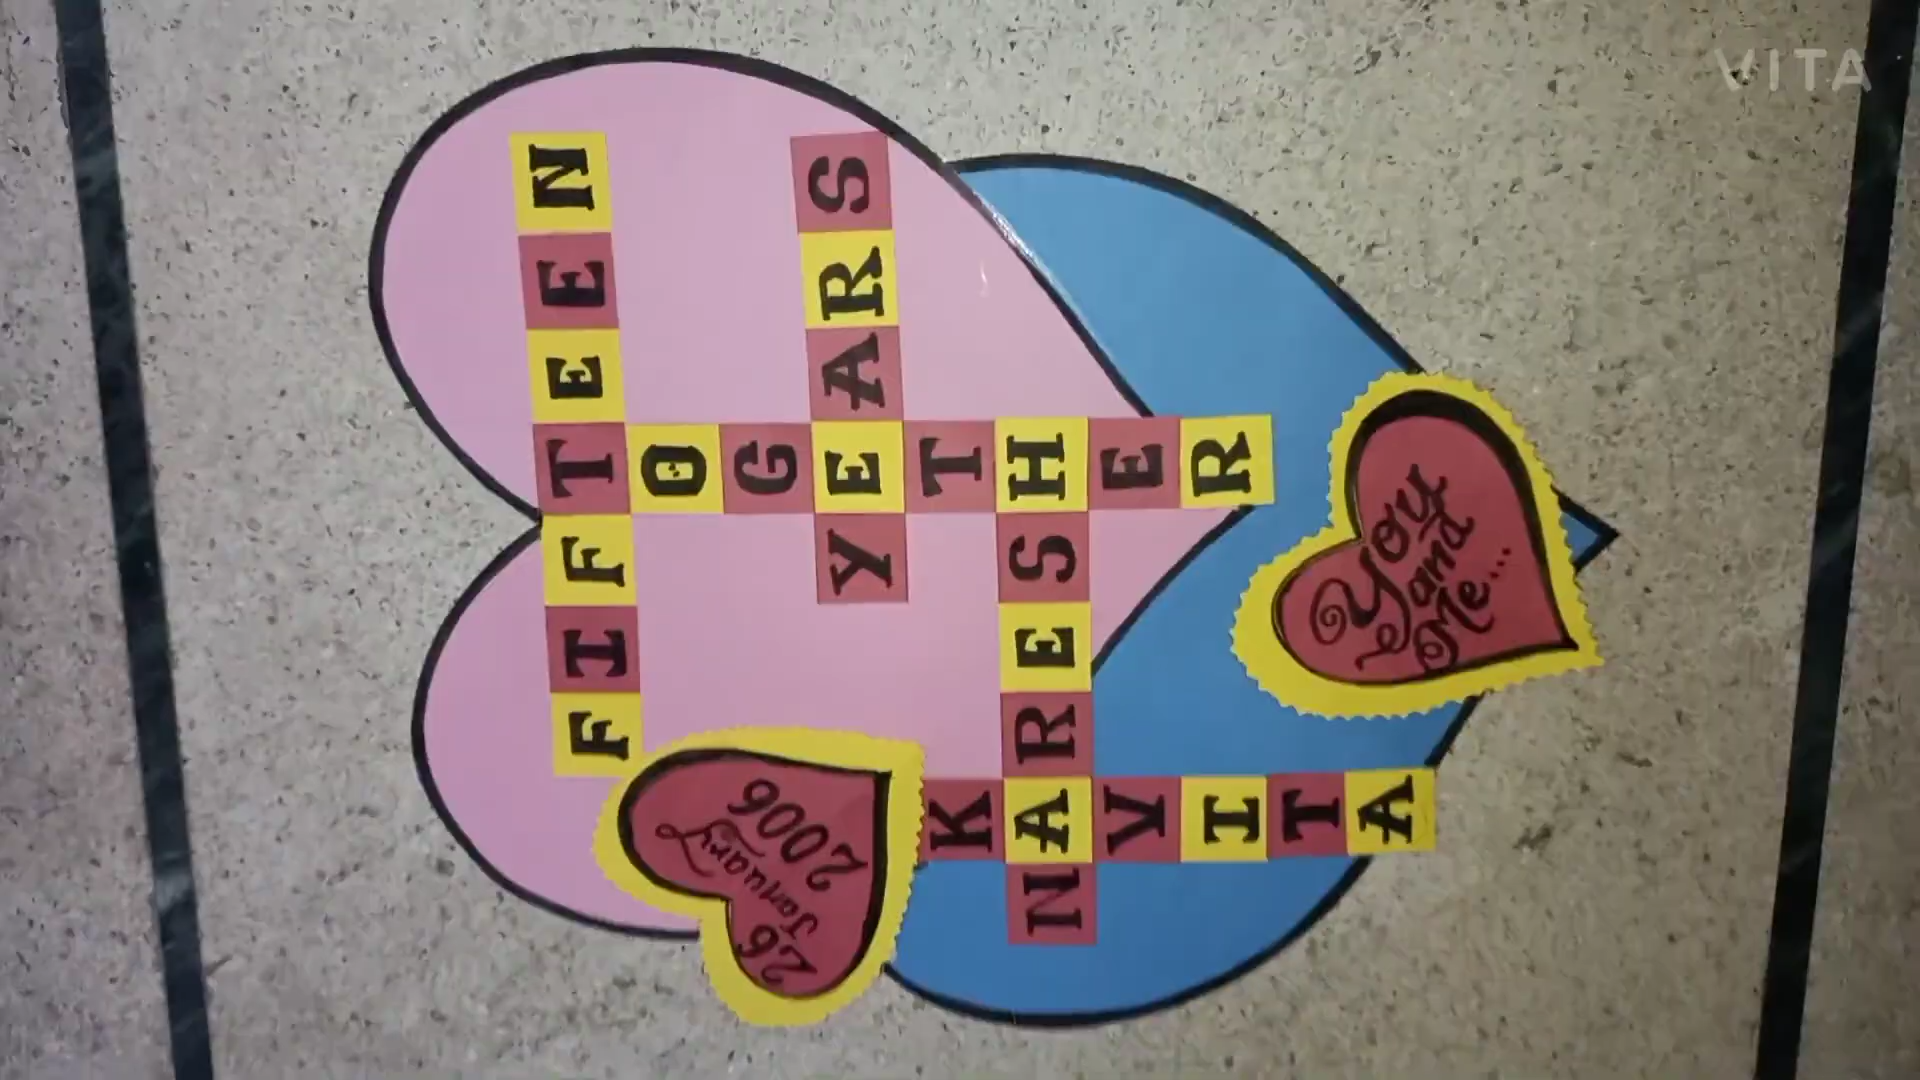 FIFTEEN
TOGETHER
YEARS
NARESH
KAVITA
26
January
2006
You
and
Me...
VITA